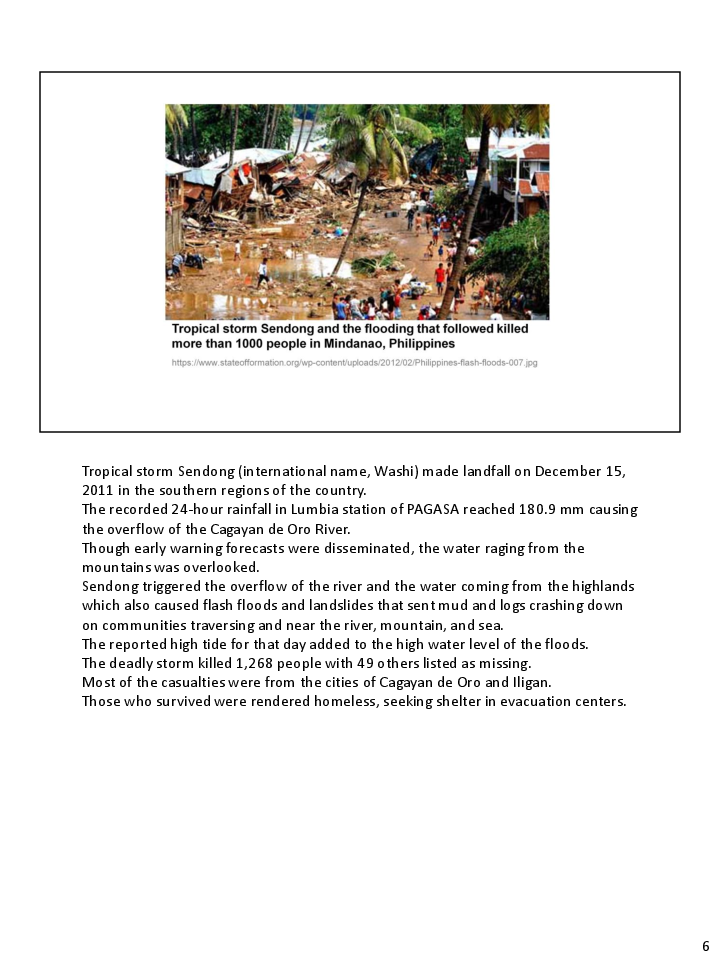 Tropical storm Sendong and the flooding that followed killed
more than 1000 people in Mindanao, Philippines
https://www.stateofformation.org/wp-content/uploads/2012/02/Philippines-flash-floods-007.jpg
Tropical storm Sendong (international name, Washi) made landfall on December 15,
2011 in the southern regions of the country.
The recorded 24-hour rainfall in Lumbia station of PAGASA reached 180.9 mm causing
the overflow of the Cagayan de Oro River.
Though early warning forecasts were disseminated, the water raging from the
mountains was overlooked.
Sendong triggered the overflow of the river and the water coming from the highlands
which also caused flash floods and landslides that sent mud and logs crashing down
on communities traversing and near the river, mountain, and sea.
The reported high tide for that day added to the high water level of the floods.
The deadly storm killed 1,268 people with 49 others listed as missing.
Most of the casualties were from the cities of Cagayan de Oro and Iligan.
Those who survived were rendered homeless, seeking shelter in evacuation centers.
6